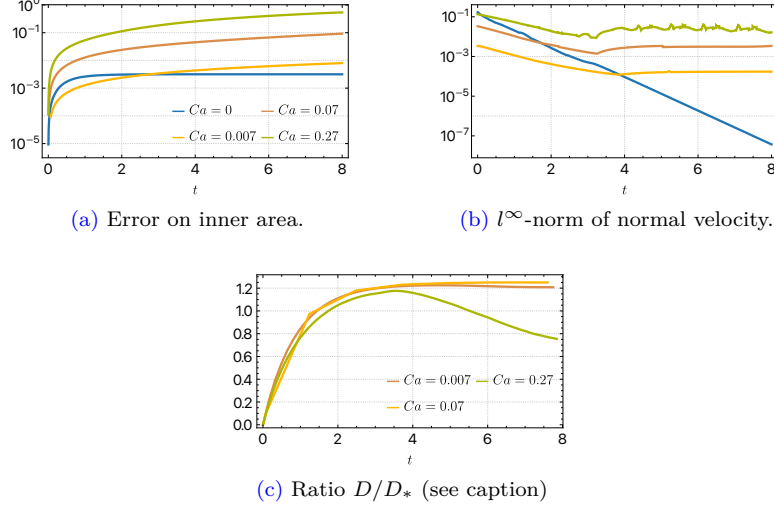 10⁰
10⁻¹
10⁻³
10⁻⁵
Ca = 0
Ca = 0.07
Ca = 0.007
Ca = 0.27
0 2 4 6 8
t
(a) Error on inner area.
10⁻¹
10⁻³
10⁻⁵
10⁻⁷
0 2 4 6 8
t
(b) l^∞-norm of normal velocity.
1.2
1.0
0.8
0.6
0.4
0.2
0.0
Ca = 0.007
Ca = 0.27
Ca = 0.07
0 2 4 6 8
t
(c) Ratio D/D∗ (see caption)